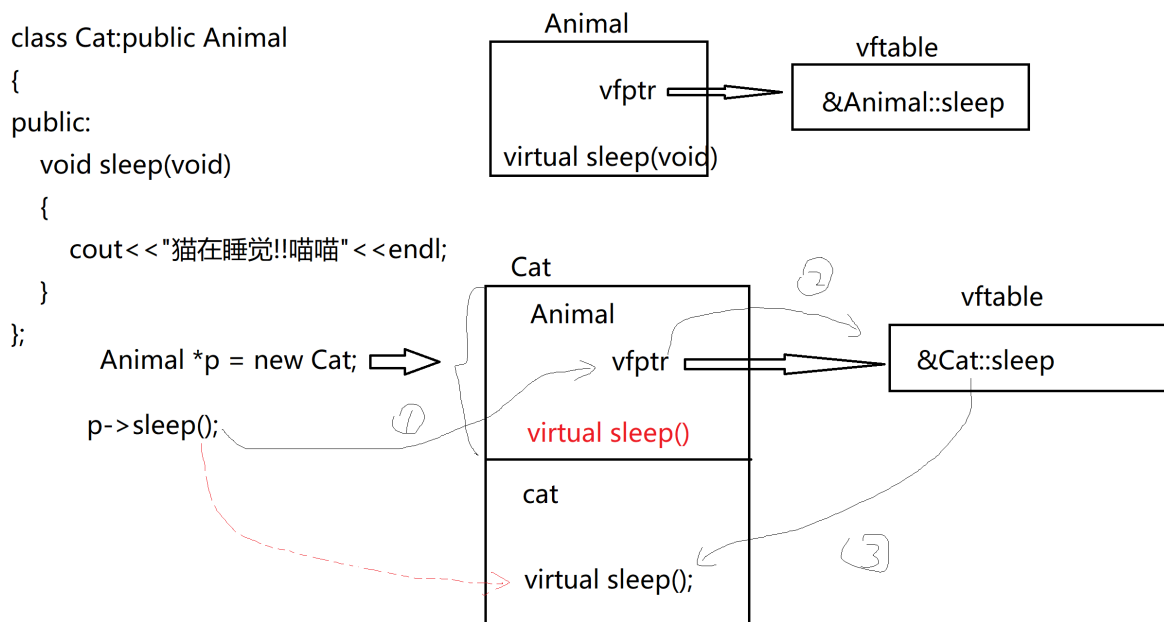 class Cat:public Animal
{
public:
void sleep(void)
{
cout<<"猫在睡觉!!喵喵"<<endl;
}
};
Animal
vfptr
virtual sleep(void)
vftable
&Animal::sleep
Animal *p = new Cat;
p->sleep();
①
Cat
Animal
vfptr
virtual sleep()
cat
virtual sleep();
②
vftable
&Cat::sleep
③